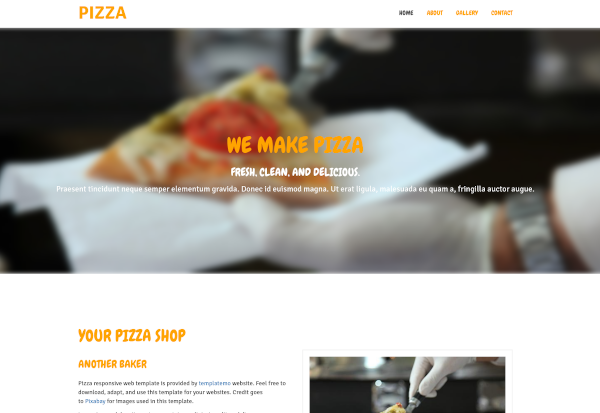 PIZZA
HOME ABOUT GALLERY CONTACT
WE MAKE PIZZA
FRESH, CLEAN, AND DELICIOUS.
Praesent tincidunt neque semper elementum gravida. Donec id euismod magna. Ut erat ligula, malesuada eu quam a, fringilla auctor augue.
YOUR PIZZA SHOP
ANOTHER BAKER
Pizza responsive web template is provided by templatemo website. Feel free to
download, adapt, and use this template for your websites. Credit goes
to Pixabay for images used in this template.